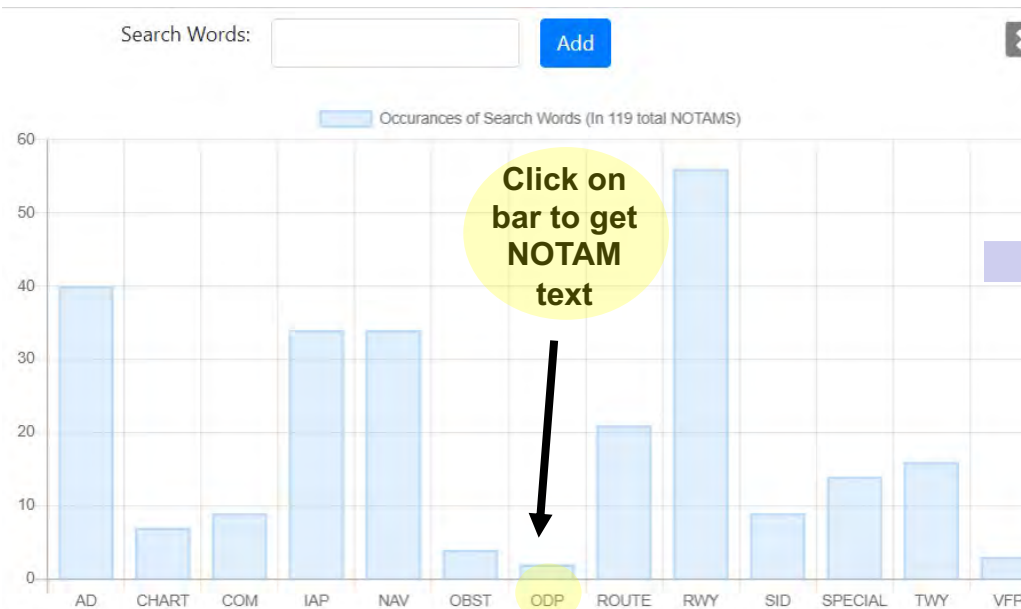 Search Words:
Add
Occurances of Search Words (In 119 total NOTAMS)
60
50
40
30
20
10
0
Click on
bar to get
NOTAM
text
AD CHART COM IAP NAV OBST ODP ROUTE RWY SID SPECIAL TWY VFR